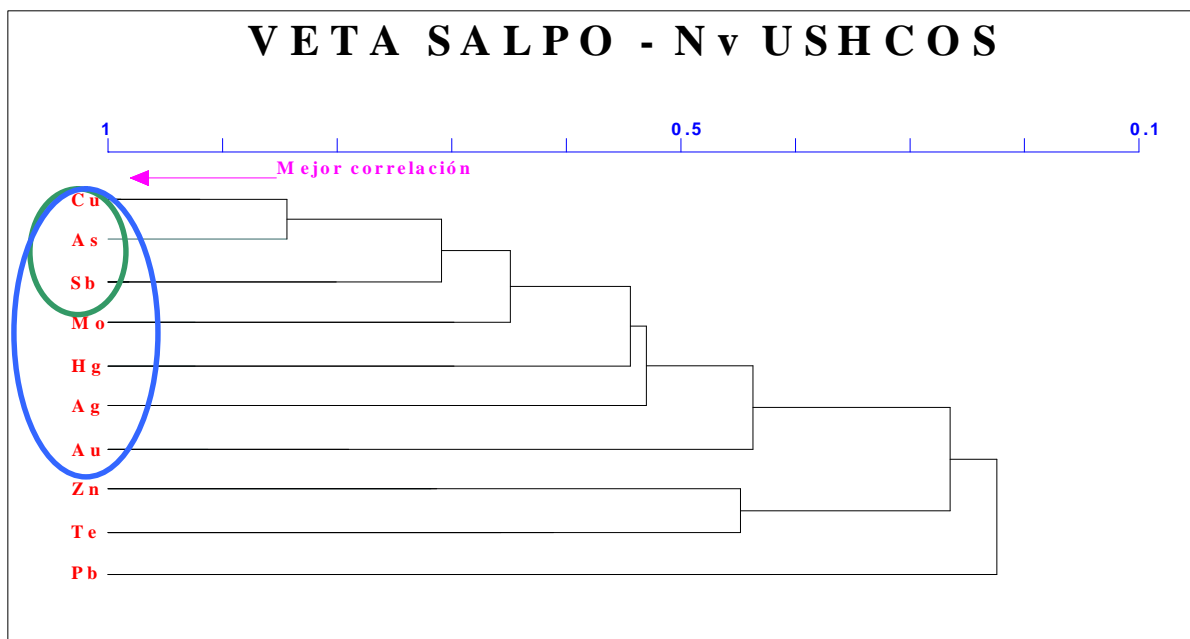 VETA SALPO - Nv USHCOS
1 0.5 0.1
Mejor correlación
Cu
As
Sb
Mo
Hg
Ag
Au
Zn
Te
Pb